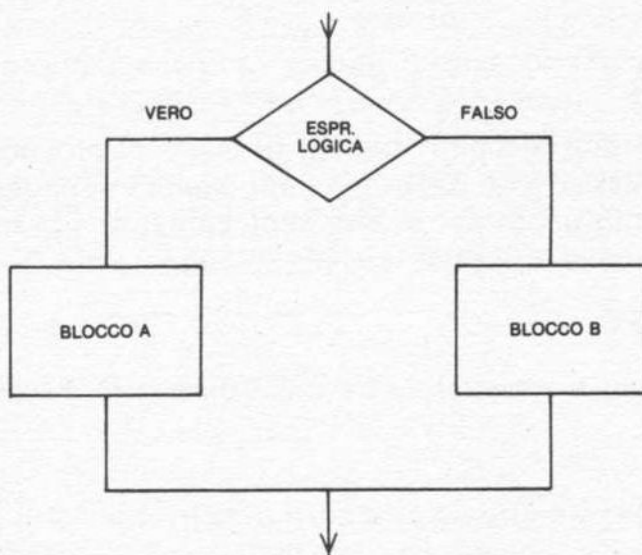 VERO
FALSO
ESPR.
LOGICA
BLOCCO A
BLOCCO B